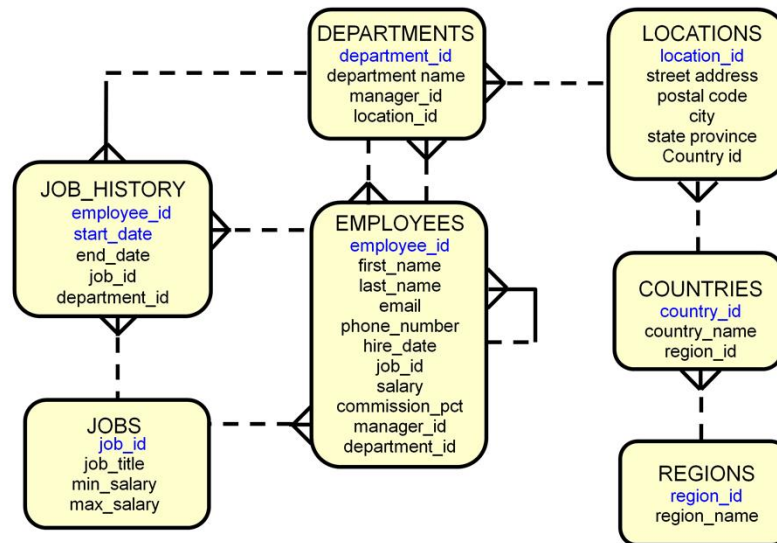 DEPARTMENTS
department_id
department name
manager_id
location_id
LOCATIONS
location_id
street address
postal code
city
state province
Country id
JOB_HISTORY
employee_id
start_date
end_date
job_id
department_id
EMPLOYEES
employee_id
first_name
last_name
email
phone_number
hire_date
job_id
salary
commission_pct
manager_id
department_id
COUNTRIES
country_id
country_name
region_id
JOBS
job_id
job_title
min_salary
max_salary
REGIONS
region_id
region_name